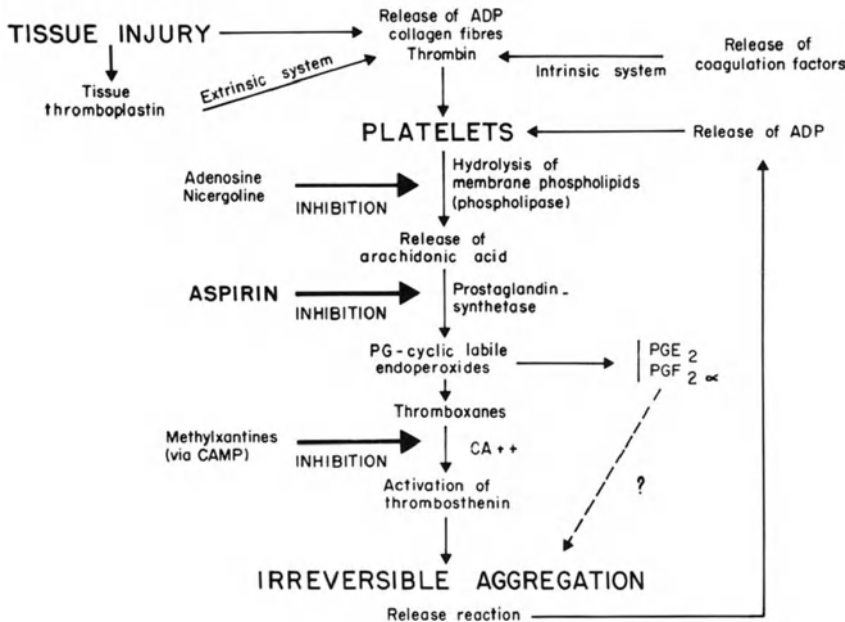 TISSUE INJURY
Release of ADP
collagen fibres
Thrombin
Release of
coagulation factors
Intrinsic system
Extrinsic system
Tissue
thromboplastin
PLATELETS
Release of ADP
Hydrolysis of
membrane phospholipids
(phospholipase)
Adenosine
Nicergoline
INHIBITION
Release of
arachidonic acid
ASPIRIN
INHIBITION
Prostaglandin-
synthetase
PG-cyclic labile
endoperoxides
PGE 2
PGF 2 ∝
Thromboxanes
Methylxantines
(via CAMP)
INHIBITION
CA ++
Activation of
thrombosthenin
?
IRREVERSIBLE AGGREGATION
Release reaction